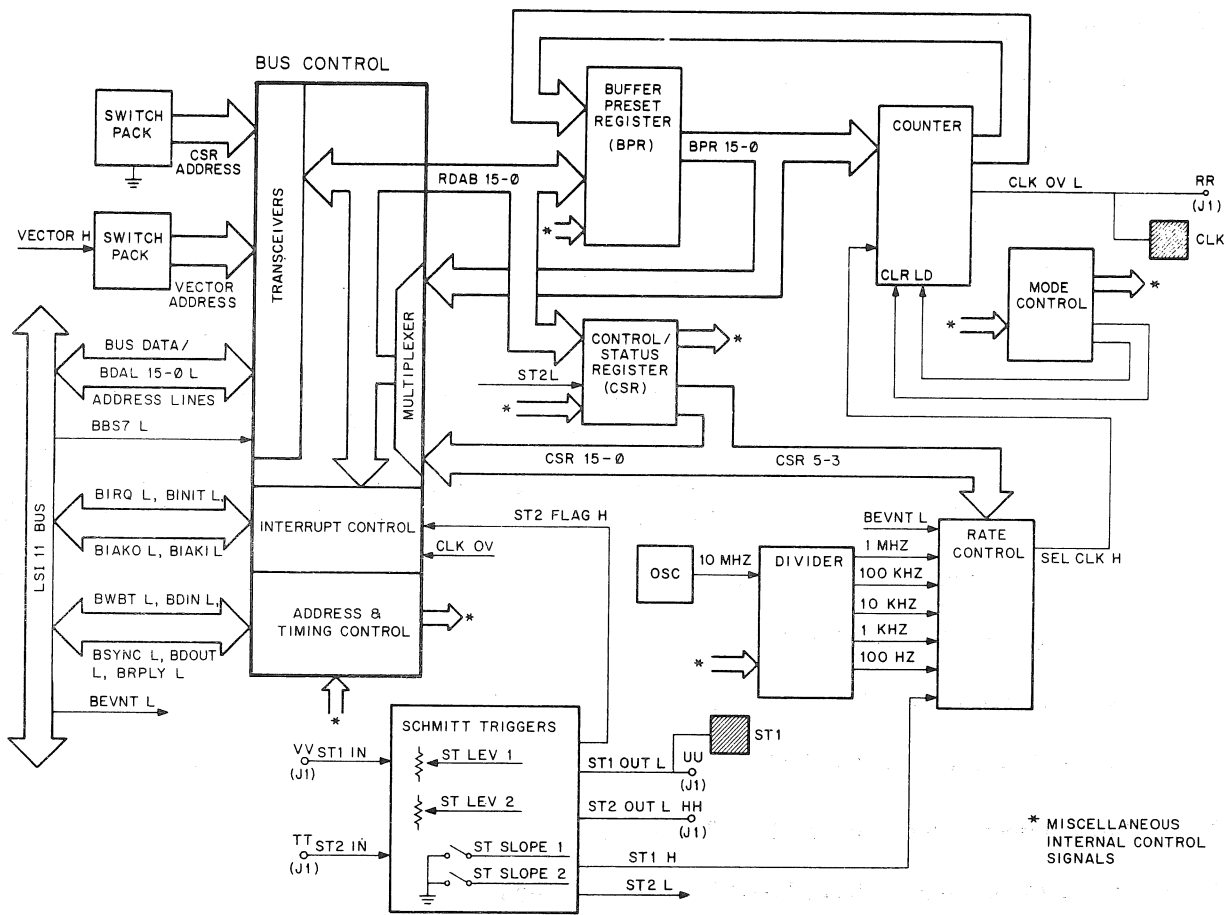 BUS CONTROL
SWITCH
PACK
CSR
ADDRESS
VECTOR H
SWITCH
PACK
VECTOR
ADDRESS
TRANSCEIVERS
MULTIPLEXER
RDAB 15-0
BUFFER
PRESET
REGISTER
(BPR)
BPR 15-0
*
COUNTER
CLR LD
CLK OV L
RR
(J1)
CLK
MODE
CONTROL
*
*
LSI 11 BUS
BUS DATA/
BDAL 15-0 L
ADDRESS LINES
BBS7 L
BIRQ L, BINIT L,
BIAKO L, BIAKI L
BWBT L, BDIN L,
BSYNC L, BDOUT
L, BRPLY L
BEVNT L
INTERRUPT CONTROL
ADDRESS &
TIMING CONTROL
*
*
CONTROL/
STATUS
REGISTER
(CSR)
ST2L
*
*
CSR 15-0
CSR 5-3
ST2 FLAG H
CLK OV
OSC
10 MHZ
DIVIDER
*
BEVNT L
1 MHZ
100 KHZ
10 KHZ
1 KHZ
100 HZ
RATE
CONTROL
SEL CLK H
SCHMITT TRIGGERS
VV
(J1)
ST1 IN
ST LEV 1
ST LEV 2
TT
(J1)
ST2 IN
ST SLOPE 1
ST SLOPE 2
ST1
ST1 OUT L
UU
(J1)
ST2 OUT L
HH
(J1)
ST1 H
ST2 L
* MISCELLANEOUS
INTERNAL CONTROL
SIGNALS